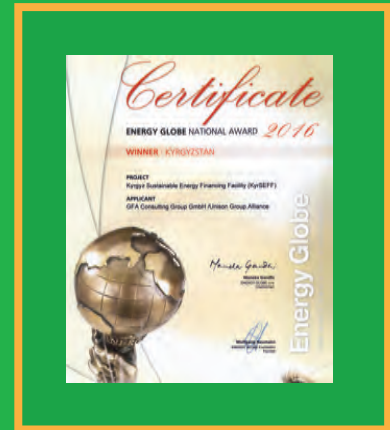 Certificate
ENERGY GLOBE NATIONAL AWARD 2016
WINNER KYRGYZSTAN
PROJECT
Kyrgyz Sustainable Energy Financing Facility (KyrSEFF)
APPLICANT
GFA Consulting Group GmbH /Unison Group Alliance
Energy Globe